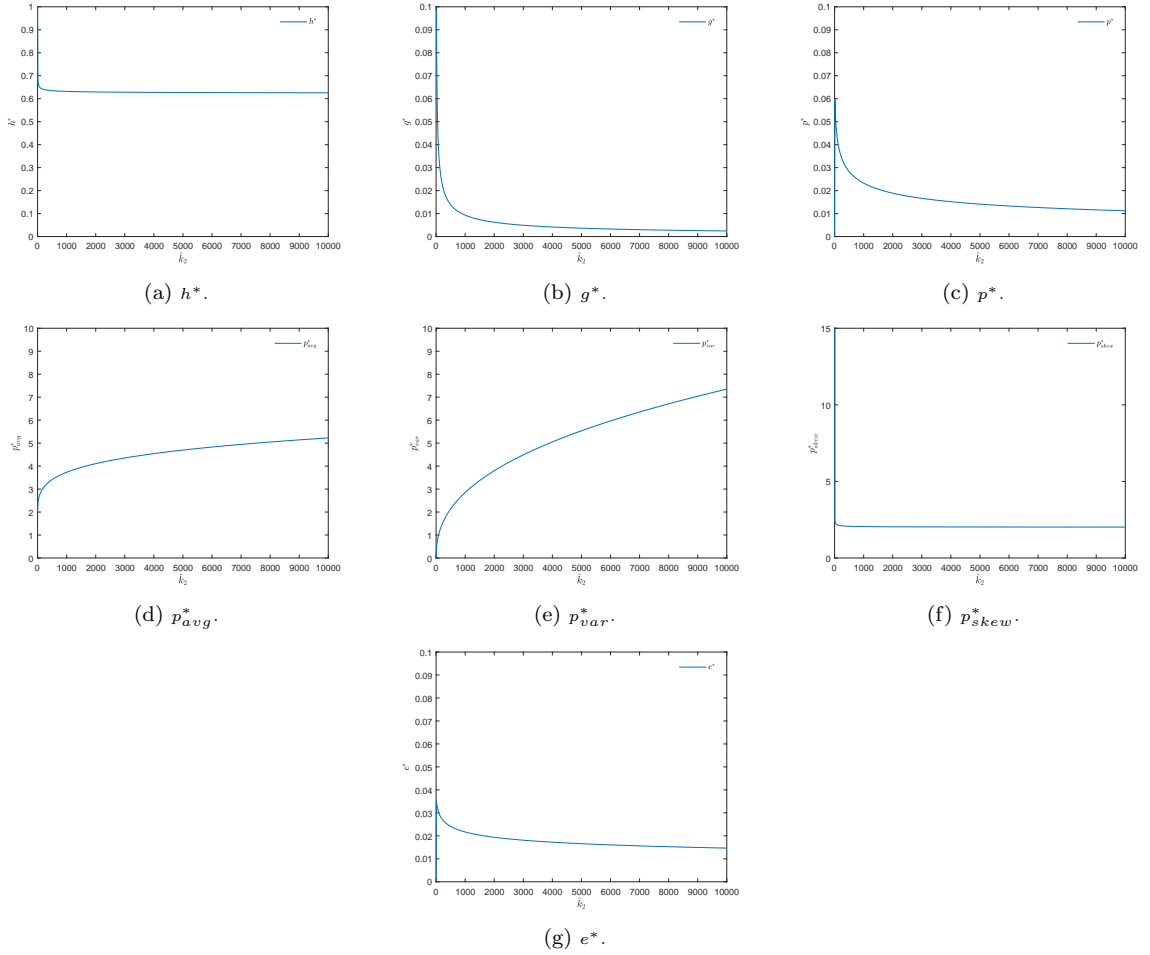 h*
1
0.9
0.8
0.7
0.6
0.5
0.4
0.3
0.2
0.1
0
h*
0 1000 2000 3000 4000 5000 6000 7000 8000 9000 10000
k̂₂
(a) h*.
g*
0.1
0.09
0.08
0.07
0.06
0.05
0.04
0.03
0.02
0.01
0
g*
0 1000 2000 3000 4000 5000 6000 7000 8000 9000 10000
k̂₂
(b) g*.
p*
0.1
0.09
0.08
0.07
0.06
0.05
0.04
0.03
0.02
0.01
0
p*
0 1000 2000 3000 4000 5000 6000 7000 8000 9000 10000
k̂₂
(c) p*.
p*avg
10
9
8
7
6
5
4
3
2
1
0
p*avg
0 1000 2000 3000 4000 5000 6000 7000 8000 9000 10000
k̂₂
(d) p*avg.
p*var
10
9
8
7
6
5
4
3
2
1
0
p*var
0 1000 2000 3000 4000 5000 6000 7000 8000 9000 10000
k̂₂
(e) p*var.
p*skew
15
10
5
0
p*skew
0 1000 2000 3000 4000 5000 6000 7000 8000 9000 10000
k̂₂
(f) p*skew.
e*
0.1
0.09
0.08
0.07
0.06
0.05
0.04
0.03
0.02
0.01
0
e*
0 1000 2000 3000 4000 5000 6000 7000 8000 9000 10000
k̂₂
(g) e*.